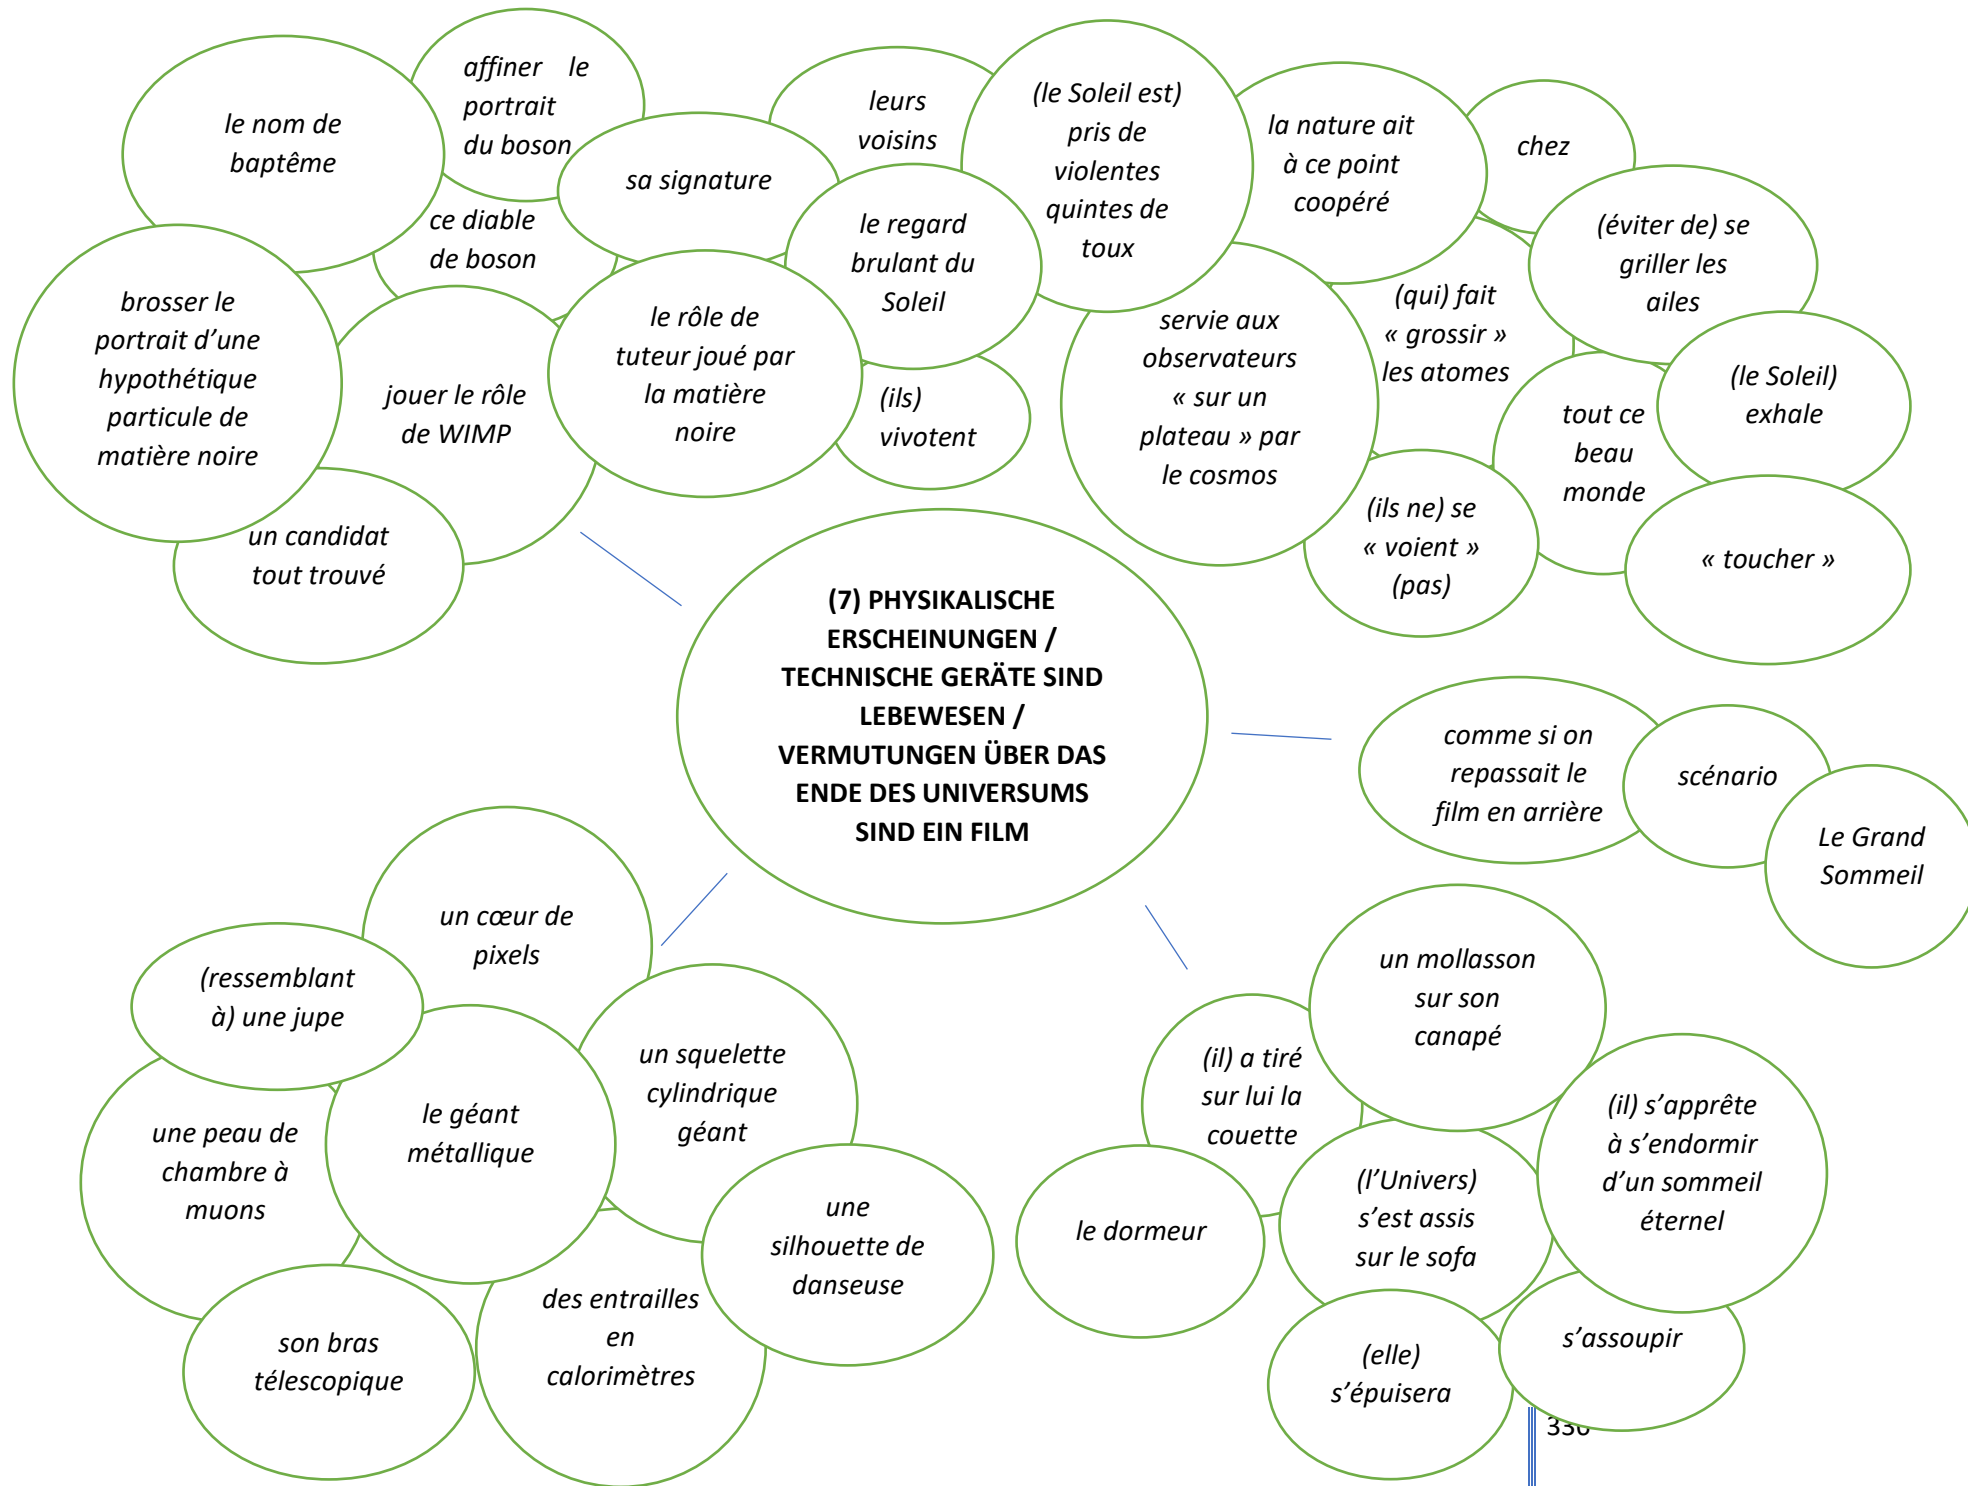 le nom de
baptême
affiner le
portrait
du boson
sa signature
leurs
voisins
(le Soleil est)
pris de
violentes
quintes de
toux
la nature ait
à ce point
coopéré
chez
ce diable
de boson
le regard
brulant du
Soleil
(éviter de) se
griller les
ailes
brosser le
portrait d’une
hypothétique
particule de
matière noire
jouer le rôle
de WIMP
le rôle de
tuteur joué par
la matière
noire
(ils)
vivotent
servie aux
observateurs
« sur un
plateau » par
le cosmos
(qui) fait
« grossir »
les atomes
tout ce
beau
monde
(le Soleil)
exhale
un candidat
tout trouvé
(ils ne) se
« voient »
(pas)
« toucher »
(7) PHYSIKALISCHE
ERSCHEINUNGEN /
TECHNISCHE GERÄTE SIND
LEBEWESEN /
VERMUTUNGEN ÜBER DAS
ENDE DES UNIVERSUMS
SIND EIN FILM
comme si on
repassait le
film en arrière
scénario
Le Grand
Sommeil
un cœur de
pixels
(ressemblant
à) une jupe
un squelette
cylindrique
géant
une peau de
chambre à
muons
le géant
métallique
une
silhouette de
danseuse
son bras
télescopique
des entrailles
en
calorimètres
un mollasson
sur son
canapé
(il) a tiré
sur lui la
couette
(il) s’apprête
à s’endormir
d’un sommeil
éternel
le dormeur
(l’Univers)
s’est assis
sur le sofa
(elle)
s’épuisera
s’assoupir
336